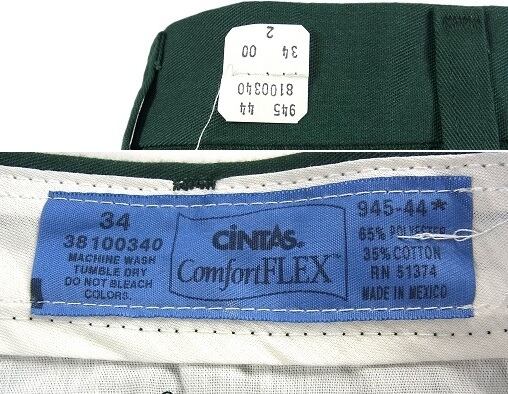 945 44
8100340
34 00
2
34
38100340
MACHINE WASH
TUMBLE DRY
DO NOT BLEACH
COLORS.
CiNTAS®
ComfortFLEX™
945-44*
65% POLYESTER
35% COTTON
RN 51374
MADE IN MEXICO